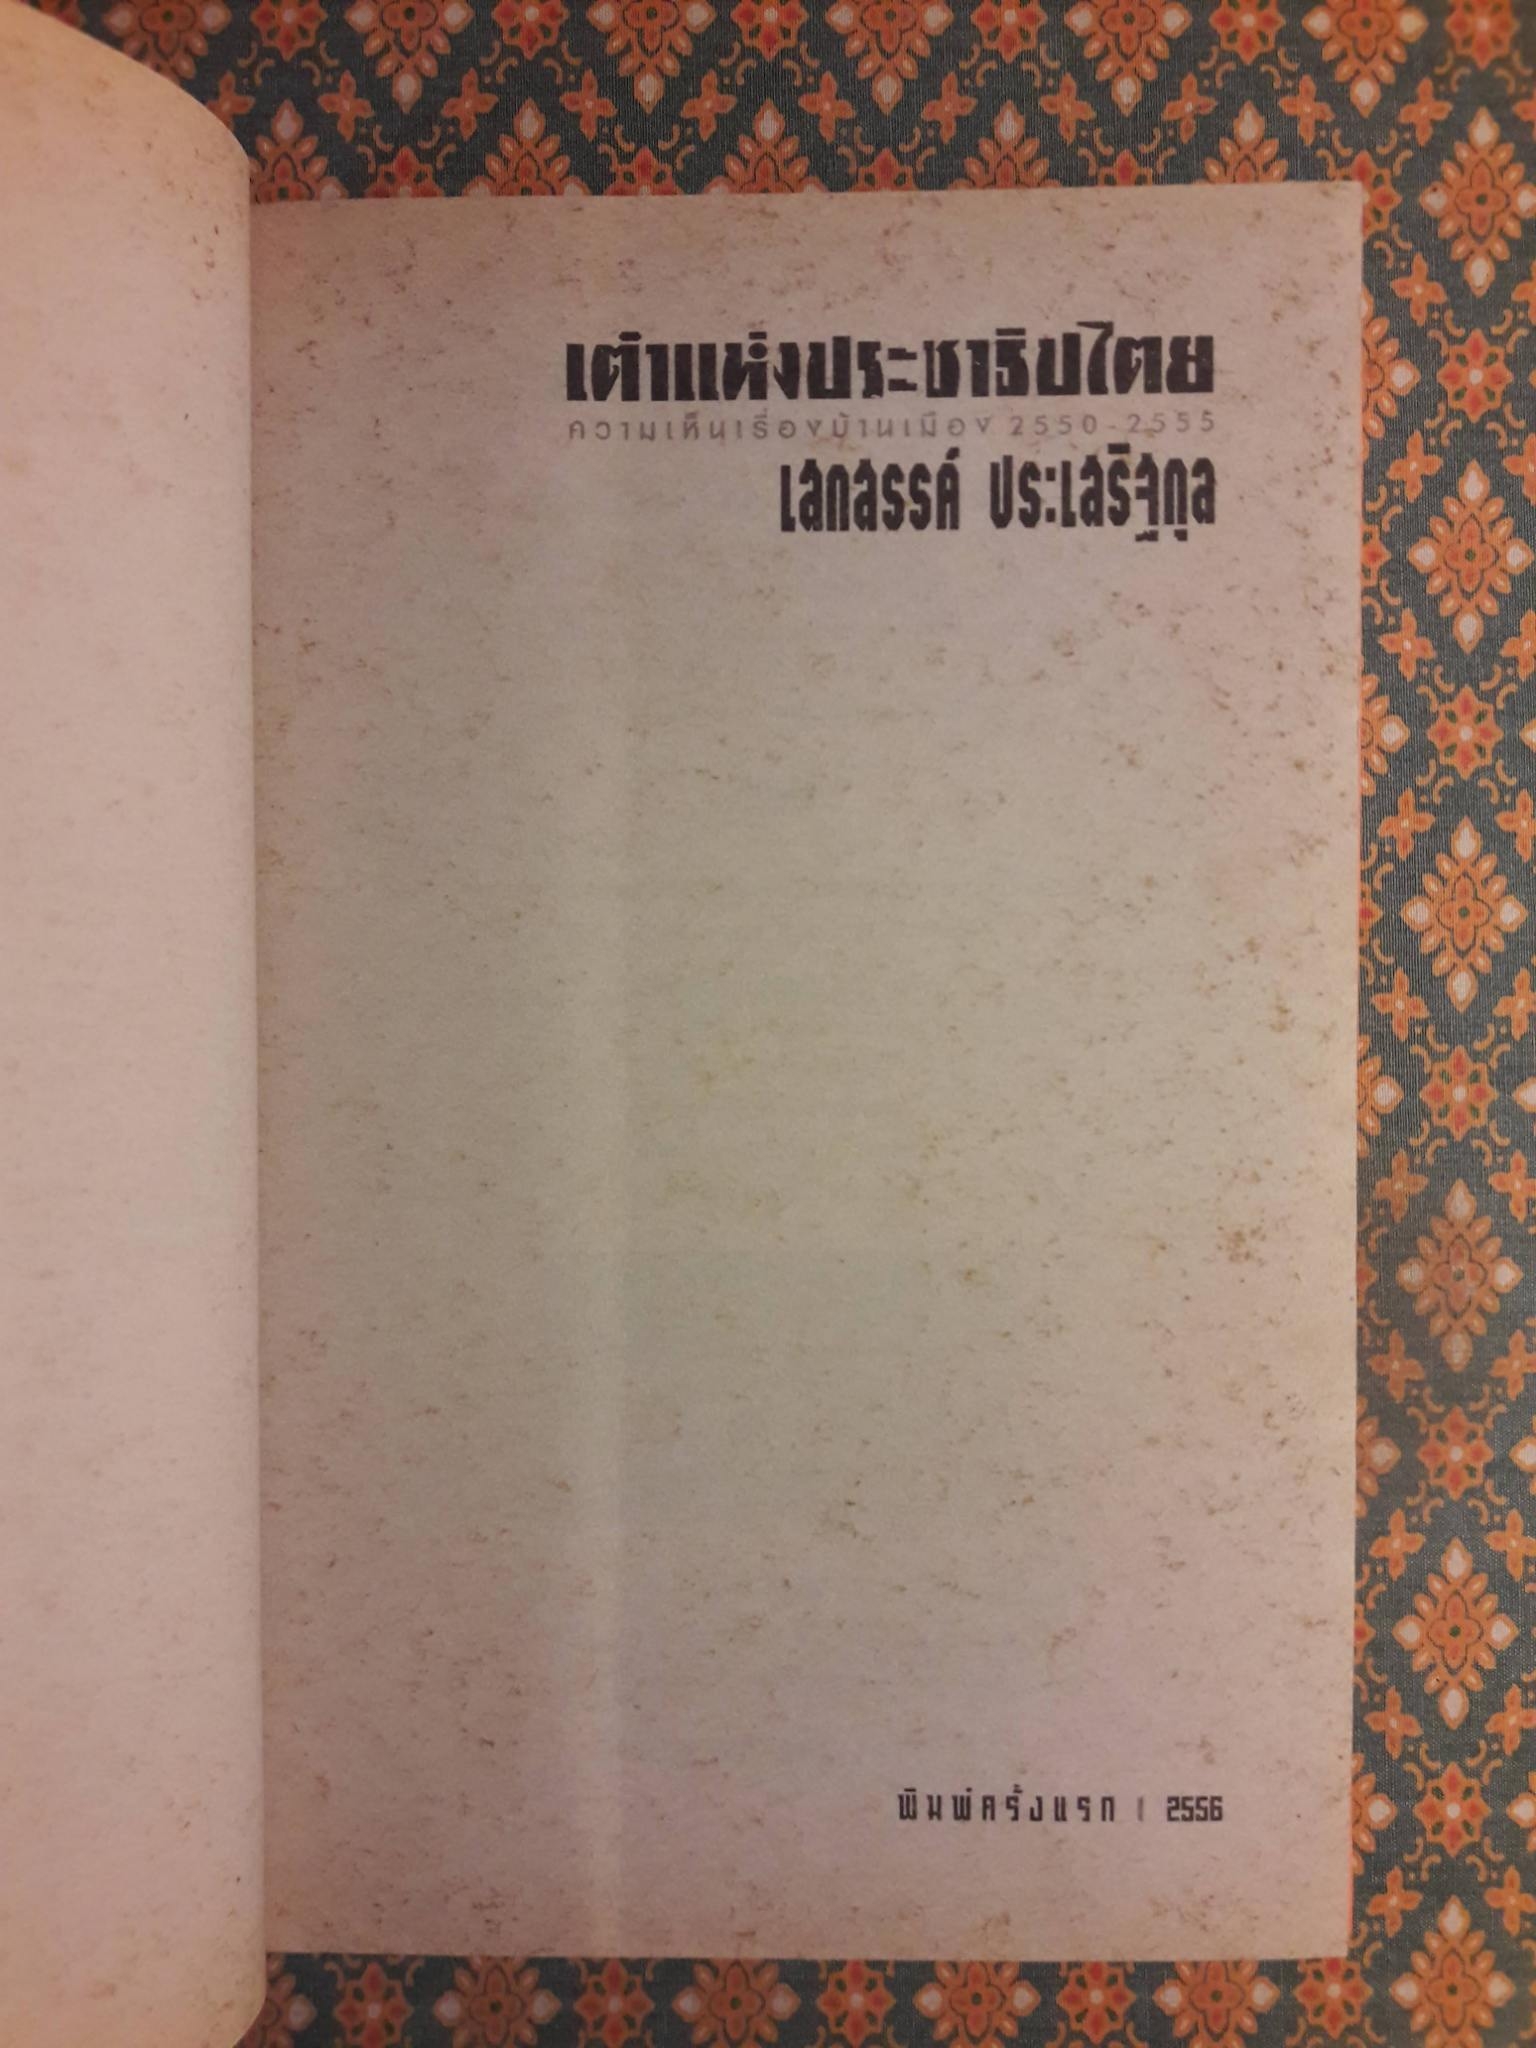 เต๋าแห่งประชาธิปไตย
ความเห็นเรื่องบ้านเมือง 2550-2555
เสกสรรค์ ประเสริฐกุล
พิมพ์ครั้งแรก | 2556